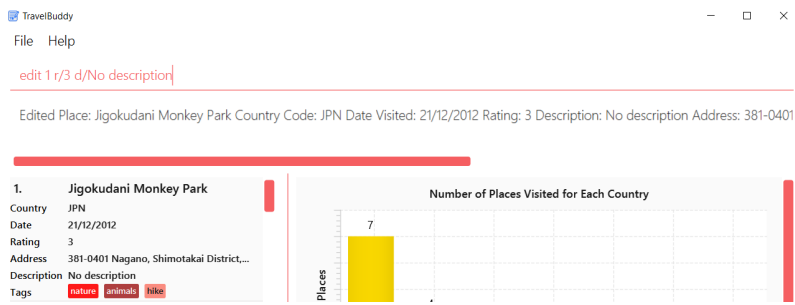 TravelBuddy
File Help
edit 1 r/3 d/No description
Edited Place: Jigokudani Monkey Park Country Code: JPN Date Visited: 21/12/2012 Rating: 3 Description: No description Address: 381-0401
1. Jigokudani Monkey Park
Country JPN
Date 21/12/2012
Rating 3
Address 381-0401 Nagano, Shimotakai District,...
Description No description
Tags nature animals hike
Number of Places Visited for Each Country
7
Places